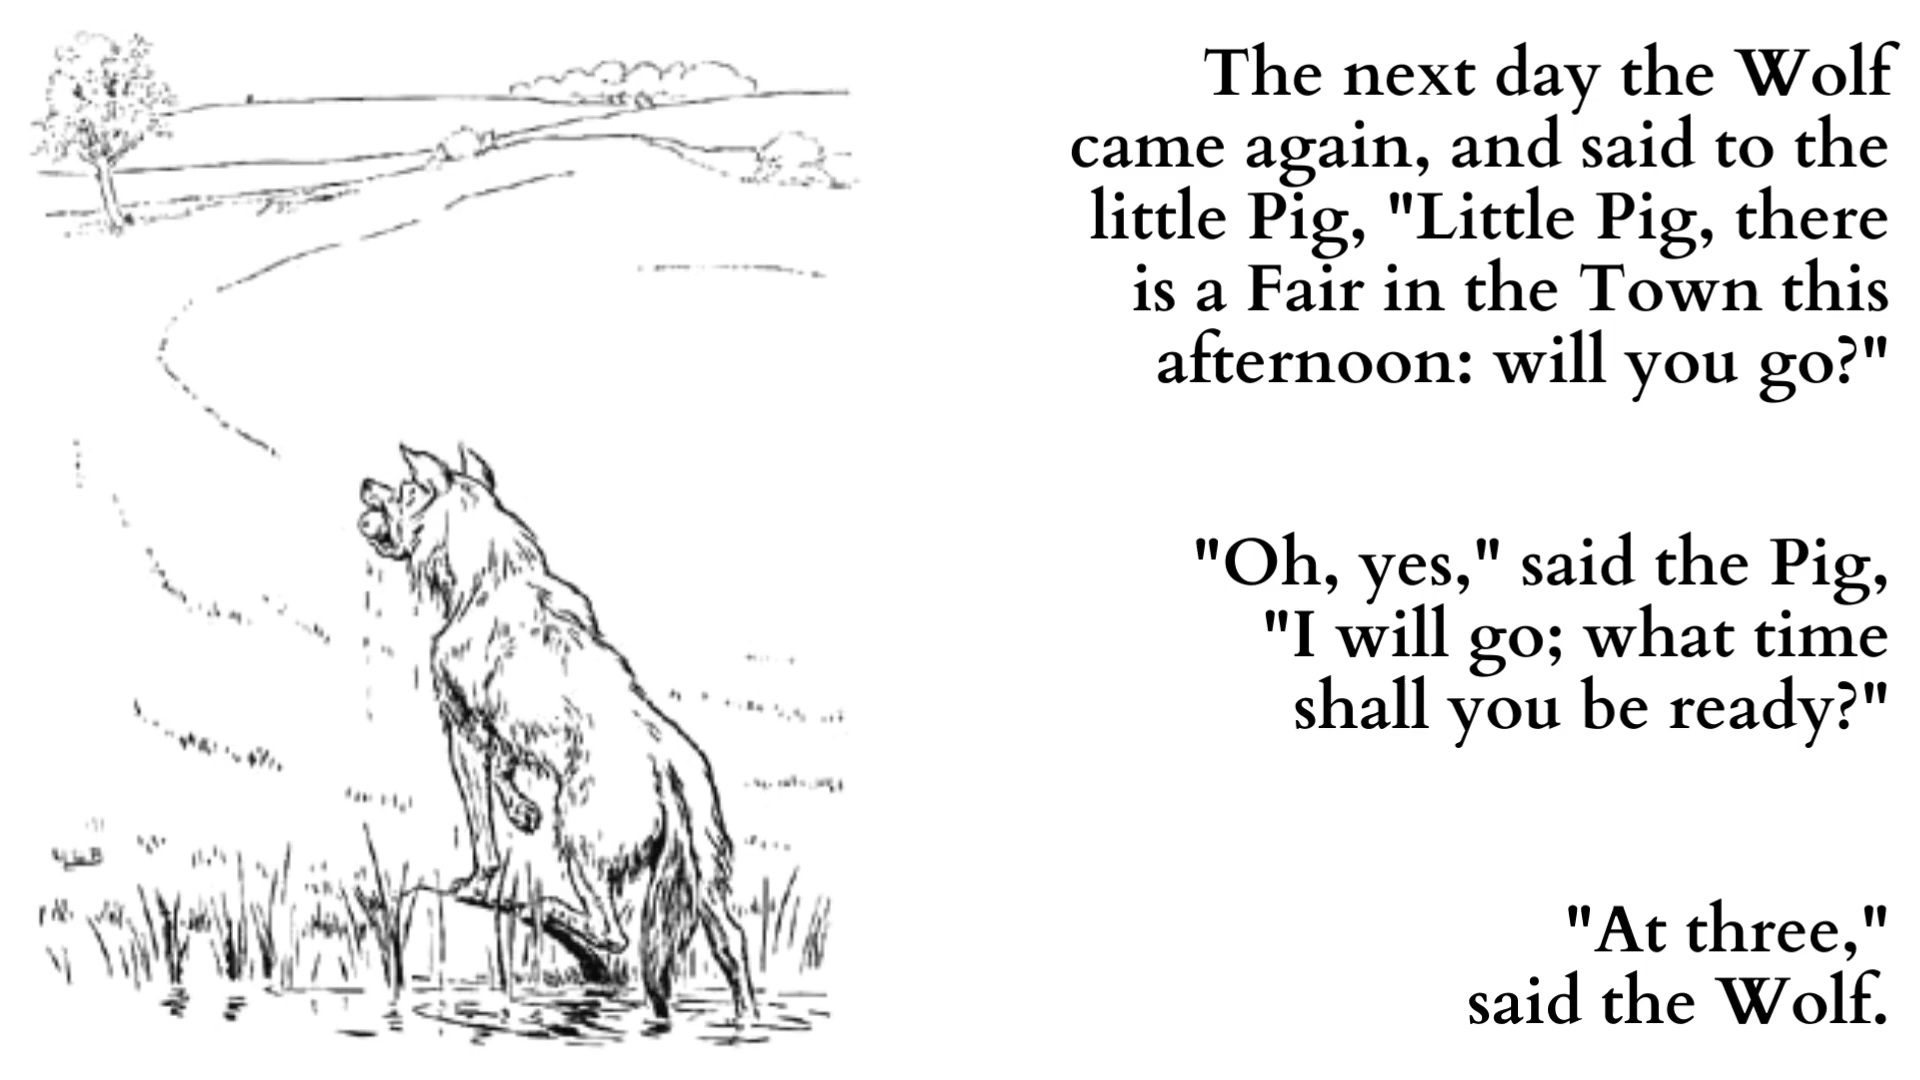 The next day the Wolf
came again, and said to the
little Pig, "Little Pig, there
is a Fair in the Town this
afternoon: will you go?"
"Oh, yes," said the Pig,
"I will go; what time
shall you be ready?"
"At three,"
said the Wolf.